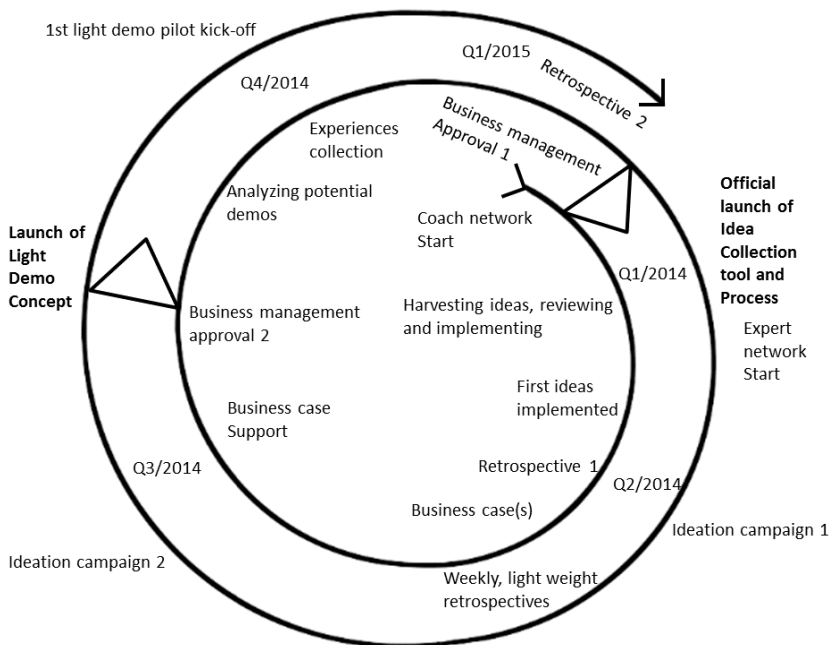 1st light demo pilot kick-off
Q1/2015
Retrospective 2
Q4/2014
Business management
Approval 1
Experiences
collection
Analyzing potential
demos
Coach network
Start
Official
launch of
Idea
Collection
tool and
Process
Launch of
Light
Demo
Concept
Q1/2014
Business management
approval 2
Harvesting ideas, reviewing
and implementing
Expert
network
Start
First ideas
implemented
Business case
Support
Q3/2014
Retrospective 1
Q2/2014
Business case(s)
Ideation campaign 1
Ideation campaign 2
Weekly, light weight
retrospectives